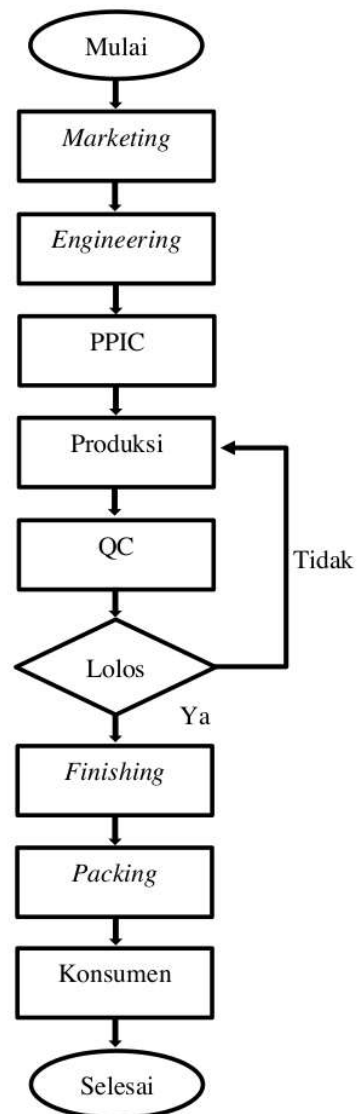 Mulai
Marketing
Engineering
PPIC
Produksi
QC
Tidak
Lolos
Ya
Finishing
Packing
Konsumen
Selesai